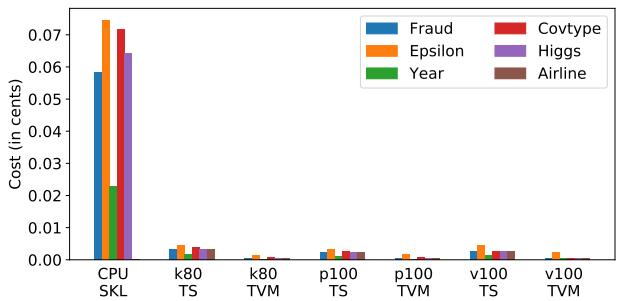 Cost (in cents)
0.07
0.06
0.05
0.04
0.03
0.02
0.01
0.00
Fraud
Epsilon
Year
Covtype
Higgs
Airline
CPU SKL
k80 TS
k80 TVM
p100 TS
p100 TVM
v100 TS
v100 TVM